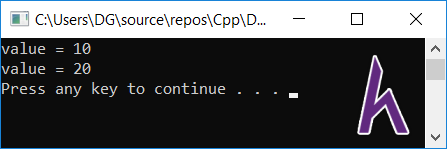 C:\Users\DG\source\repos\Cpp\D...
value = 10
value = 20
Press any key to continue . . .